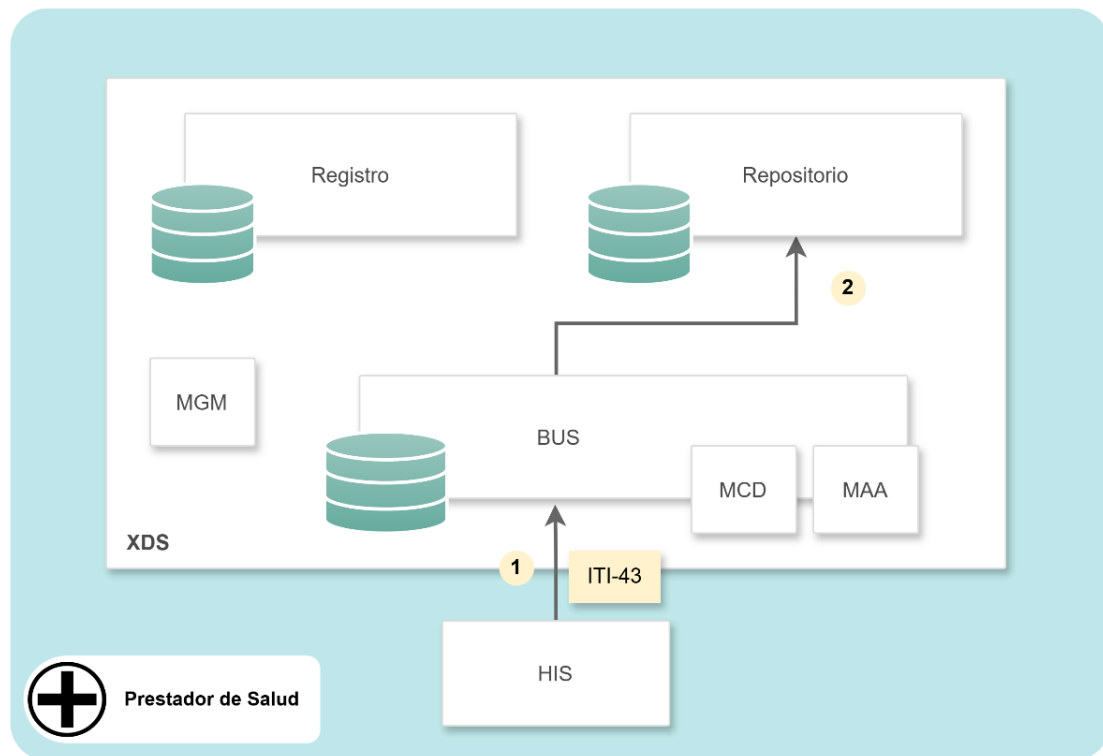 Registro
Repositorio
2
MGM
BUS
MCD
MAA
XDS
1
ITI-43
HIS
Prestador de Salud